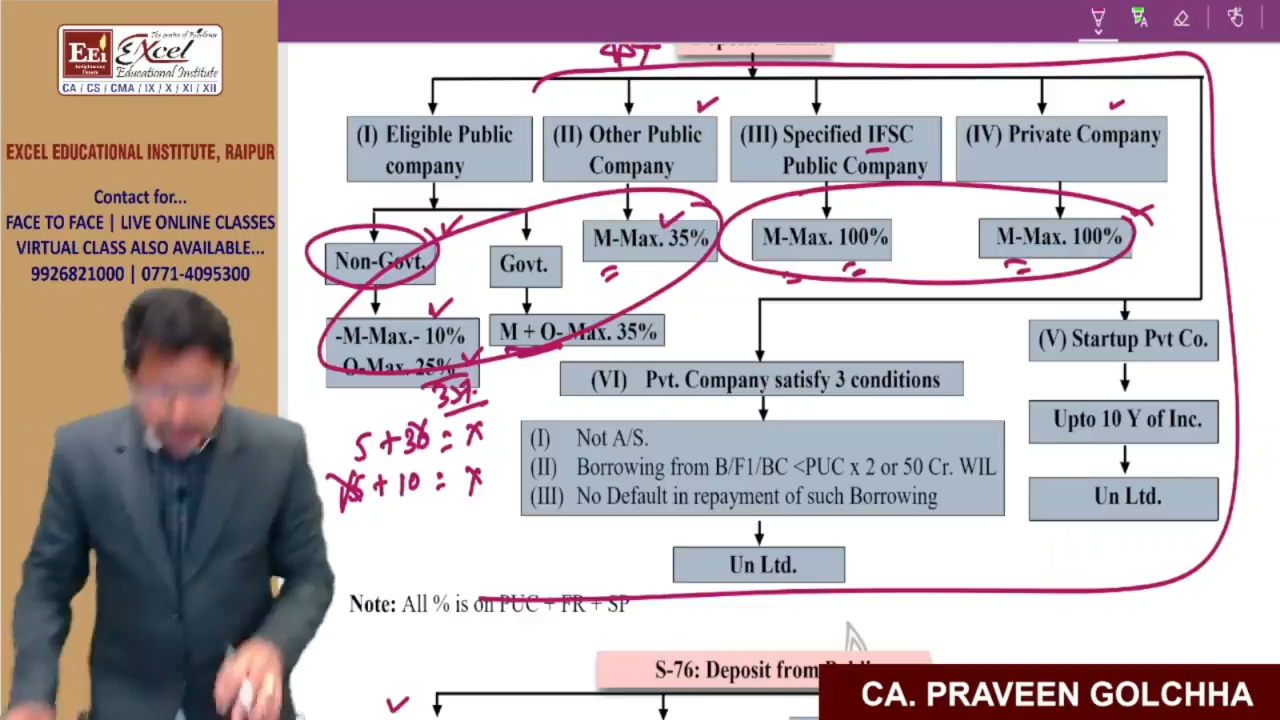 The centre of Excellence
EEi
Excel
Educational Institute
CA / CS / CMA / IX / X / XI / XII
EXCEL EDUCATIONAL INSTITUTE, RAIPUR
Contact for...
FACE TO FACE | LIVE ONLINE CLASSES
VIRTUAL CLASS ALSO AVAILABLE...
9926821000 | 0771-4095300
(I) Eligible Public
company
(II) Other Public
Company
(III) Specified IFSC
Public Company
(IV) Private Company
Non-Govt.
Govt.
M-Max. 35%
M-Max. 100%
M-Max. 100%
-M-Max.- 10%
O-Max. 25%
M + O- Max. 35%
35%
5 + 30 = x
15 + 10 = x
(V) Startup Pvt Co.
Upto 10 Y of Inc.
Un Ltd.
(VI) Pvt. Company satisfy 3 conditions
(I) Not A/S.
(II) Borrowing from B/F1/BC <PUC x 2 or 50 Cr. WIL
(III) No Default in repayment of such Borrowing
Un Ltd.
Note: All % is on PUC + FR + SP
S-76: Deposit from Public
CA. PRAVEEN GOLCHHA